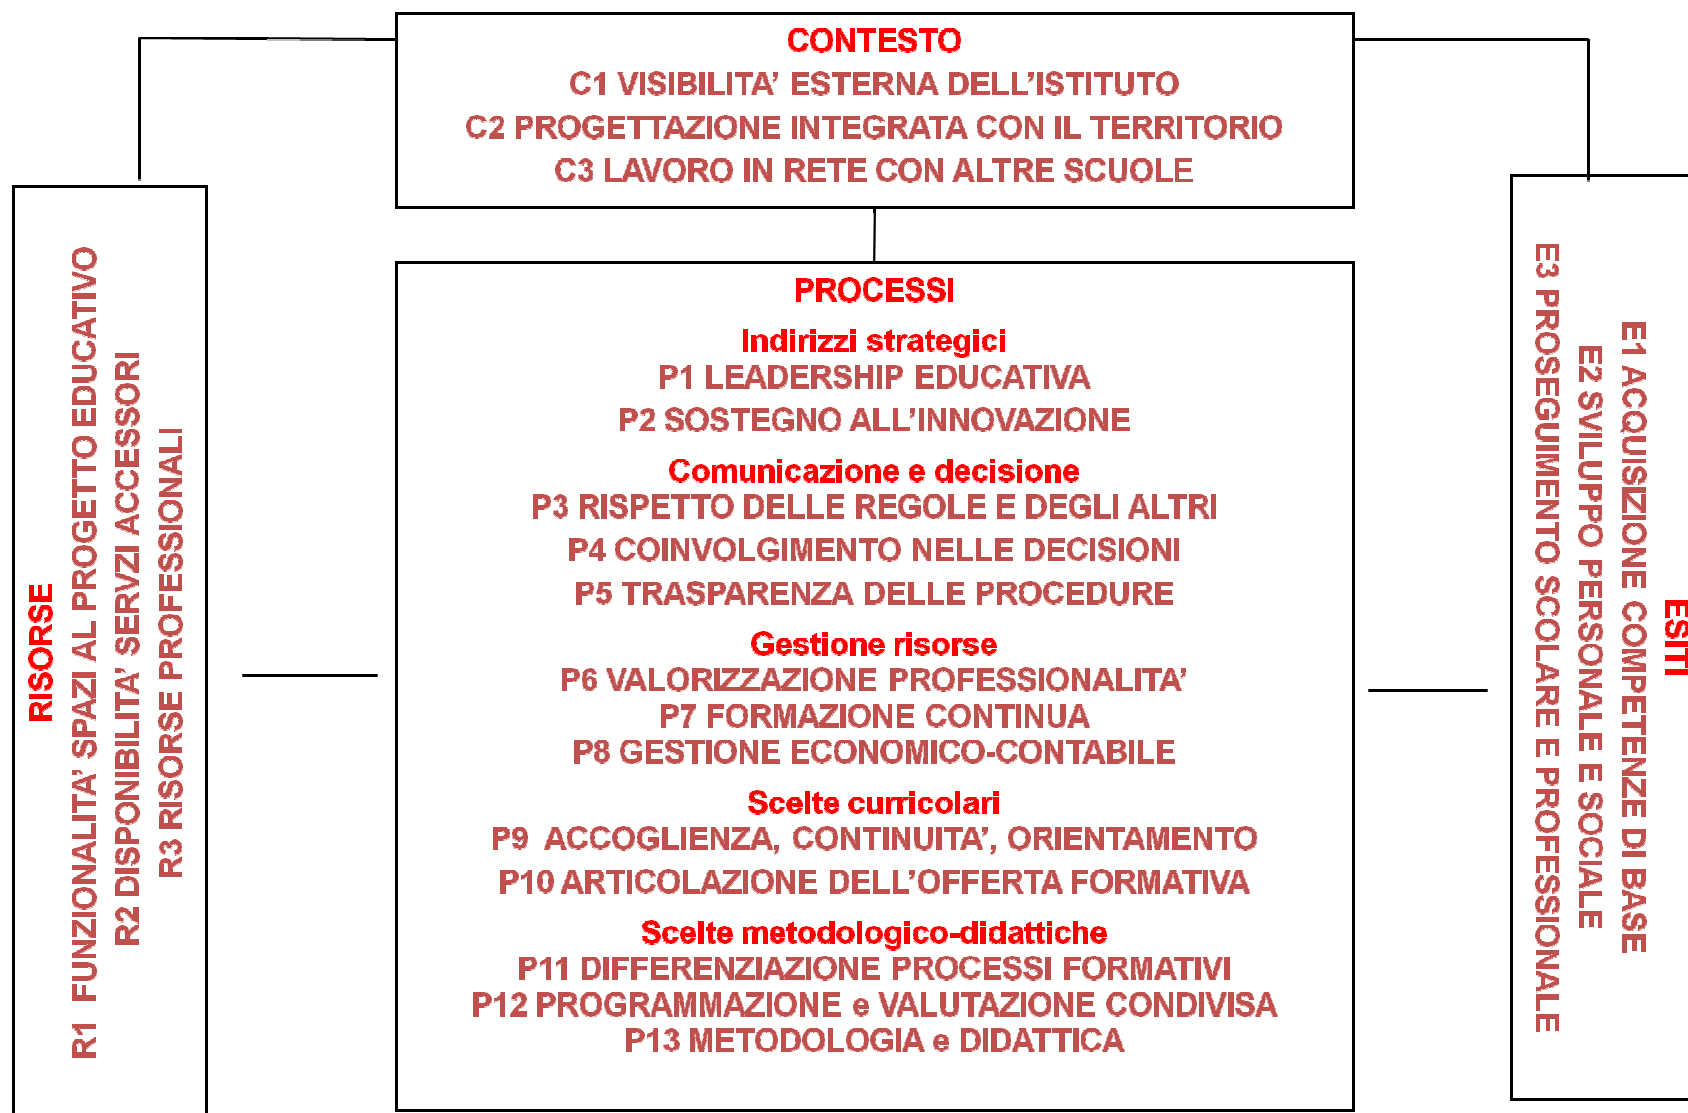 CONTESTO
C1 VISIBILITA’ ESTERNA DELL’ISTITUTO
C2 PROGETTAZIONE INTEGRATA CON IL TERRITORIO
C3 LAVORO IN RETE CON ALTRE SCUOLE
RISORSE
R1 FUNZIONALITA’ SPAZI AL PROGETTO EDUCATIVO
R2 DISPONIBILITA’ SERVZI ACCESSORI
R3 RISORSE PROFESSIONALI
PROCESSI
Indirizzi strategici
P1 LEADERSHIP EDUCATIVA
P2 SOSTEGNO ALL’INNOVAZIONE
Comunicazione e decisione
P3 RISPETTO DELLE REGOLE E DEGLI ALTRI
P4 COINVOLGIMENTO NELLE DECISIONI
P5 TRASPARENZA DELLE PROCEDURE
Gestione risorse
P6 VALORIZZAZIONE PROFESSIONALITA’
P7 FORMAZIONE CONTINUA
P8 GESTIONE ECONOMICO-CONTABILE
Scelte curricolari
P9 ACCOGLIENZA, CONTINUITA’, ORIENTAMENTO
P10 ARTICOLAZIONE DELL’OFFERTA FORMATIVA
Scelte metodologico-didattiche
P11 DIFFERENZIAZIONE PROCESSI FORMATIVI
P12 PROGRAMMAZIONE e VALUTAZIONE CONDIVISA
P13 METODOLOGIA e DIDATTICA
ESITI
E1 ACQUISIZIONE COMPETENZE DI BASE
E2 SVILUPPO PERSONALE E SOCIALE
E3 PROSEGUIMENTO SCOLARE E PROFESSIONALE